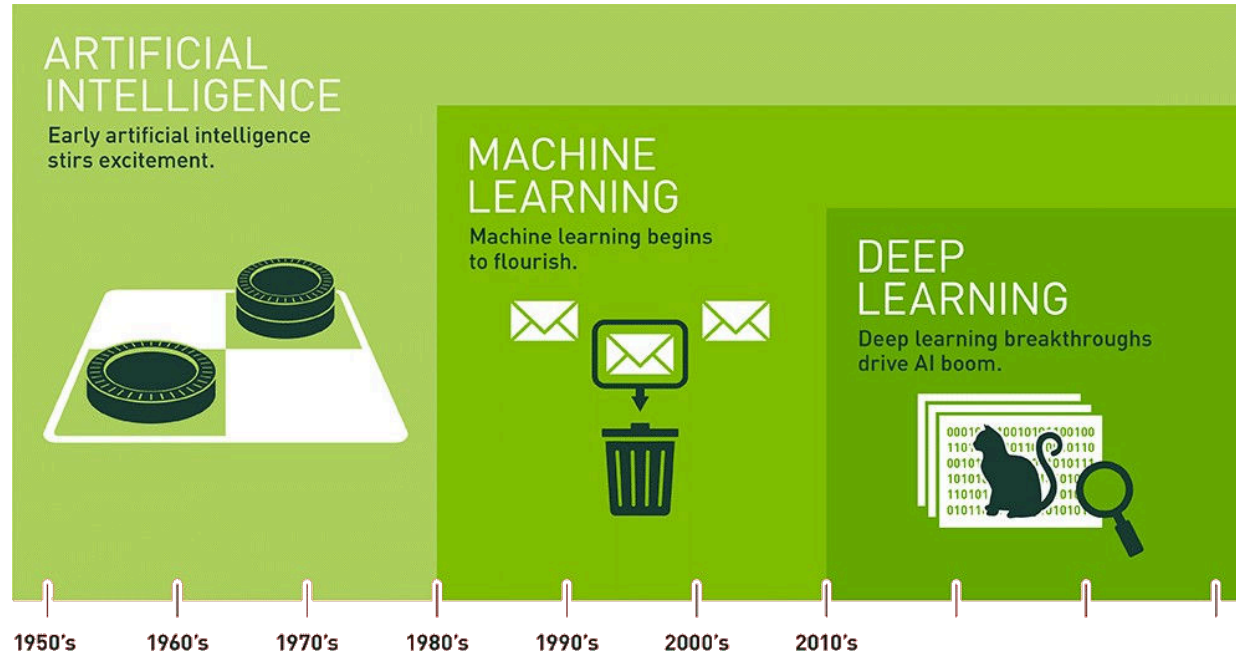 ARTIFICIAL
INTELLIGENCE
Early artificial intelligence
stirs excitement.
MACHINE
LEARNING
Machine learning begins
to flourish.
DEEP
LEARNING
Deep learning breakthroughs
drive AI boom.
1950's
1960's
1970's
1980's
1990's
2000's
2010's